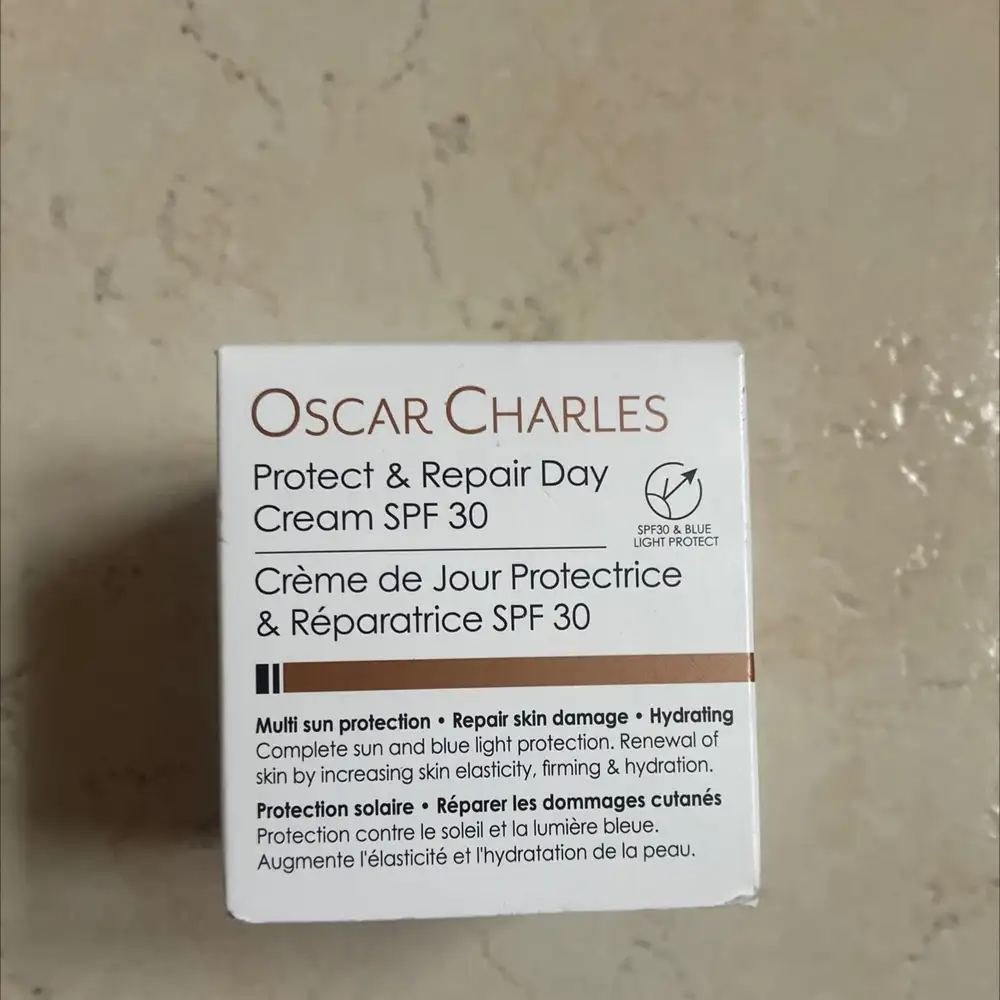 OSCAR CHARLES
Protect & Repair Day
Cream SPF 30
SPF30 & BLUE
LIGHT PROTECT
Crème de Jour Protectrice
& Réparatrice SPF 30
Multi sun protection • Repair skin damage • Hydrating
Complete sun and blue light protection. Renewal of
skin by increasing skin elasticity, firming & hydration.
Protection solaire • Réparer les dommages cutanés
Protection contre le soleil et la lumière bleue.
Augmente l'élasticité et l'hydratation de la peau.